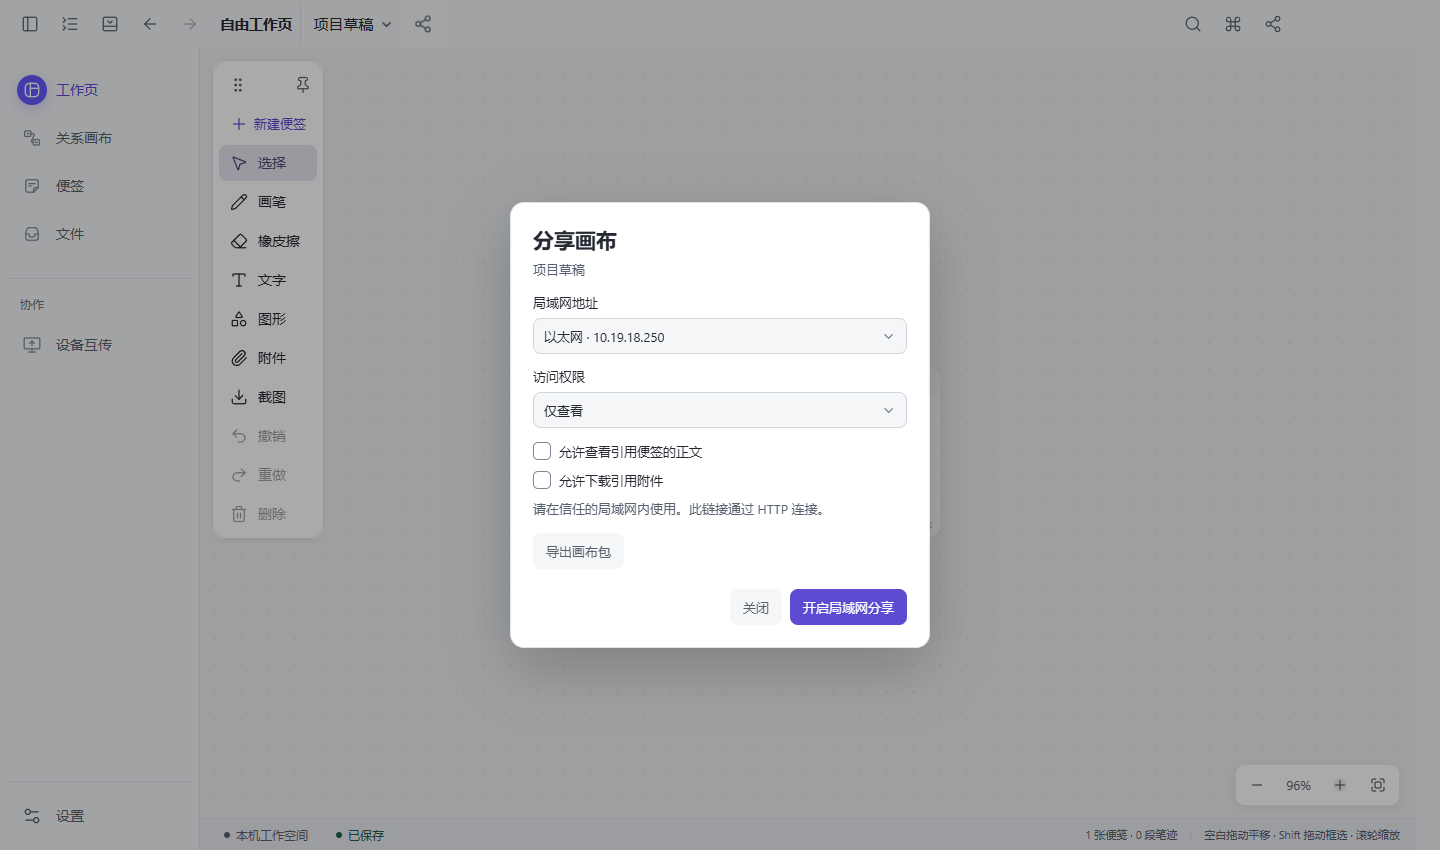 自由工作页
项目草稿
工作页
关系画布
便签
文件
协作
设备互传
设置
新建便签
选择
画笔
橡皮擦
文字
图形
附件
截图
撤销
重做
删除
分享画布
项目草稿
局域网地址
以太网 · 10.19.18.250
访问权限
仅查看
允许查看引用便签的正文
允许下载引用附件
请在信任的局域网内使用。此链接通过 HTTP 连接。
导出画布包
关闭
开启局域网分享
96%
本机工作空间
已保存
1 张便笺 · 0 段笔迹
空白拖动平移 · Shift 拖动框选 · 滚轮缩放